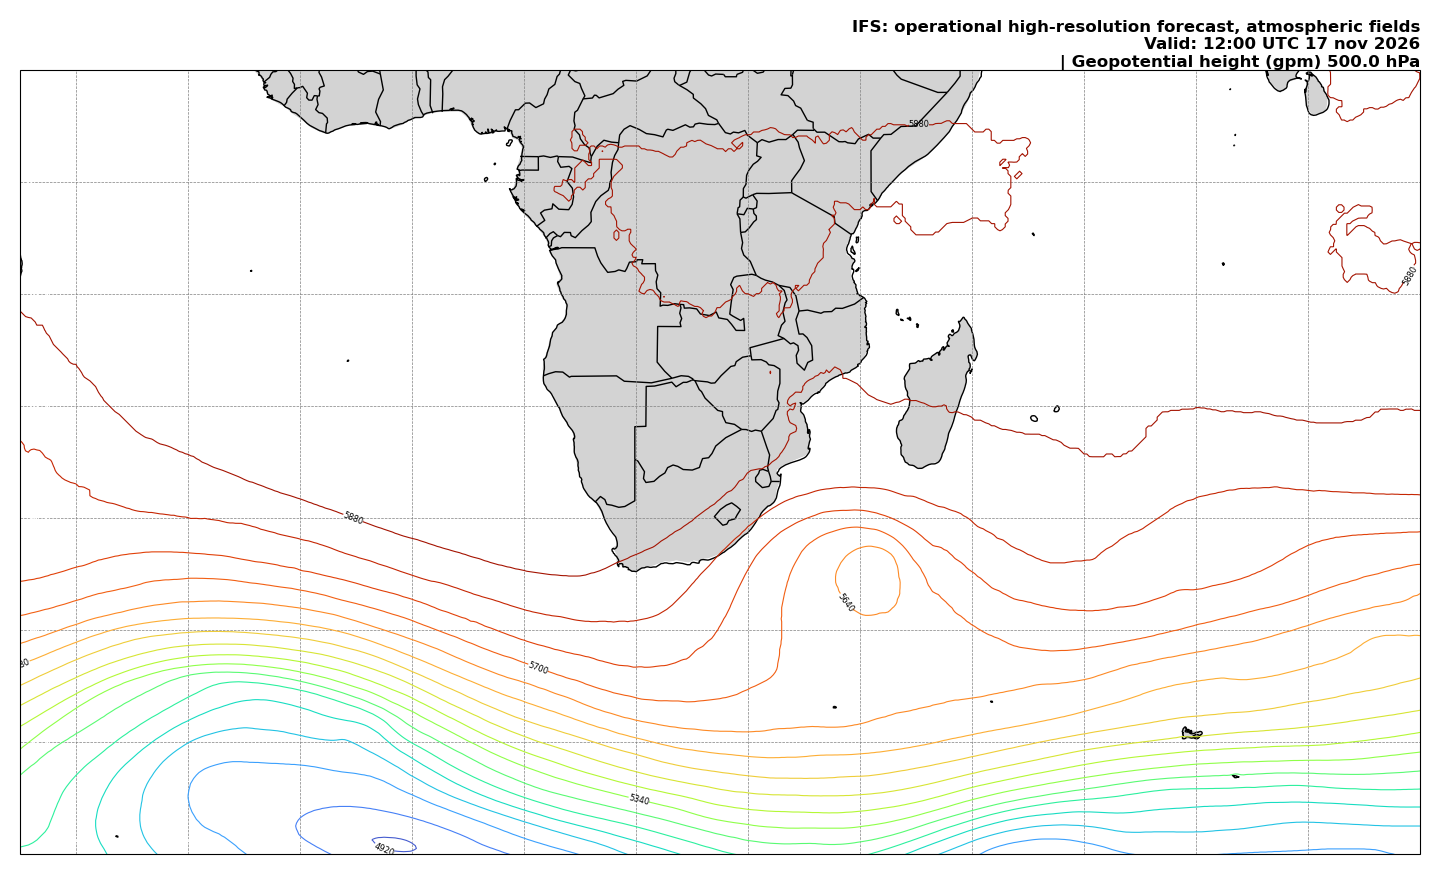 IFS: operational high-resolution forecast, atmospheric fields
Valid: 12:00 UTC 17 nov 2026
| Geopotential height (gpm) 500.0 hPa
5880
5880
5880
5640
5700
5340
4920